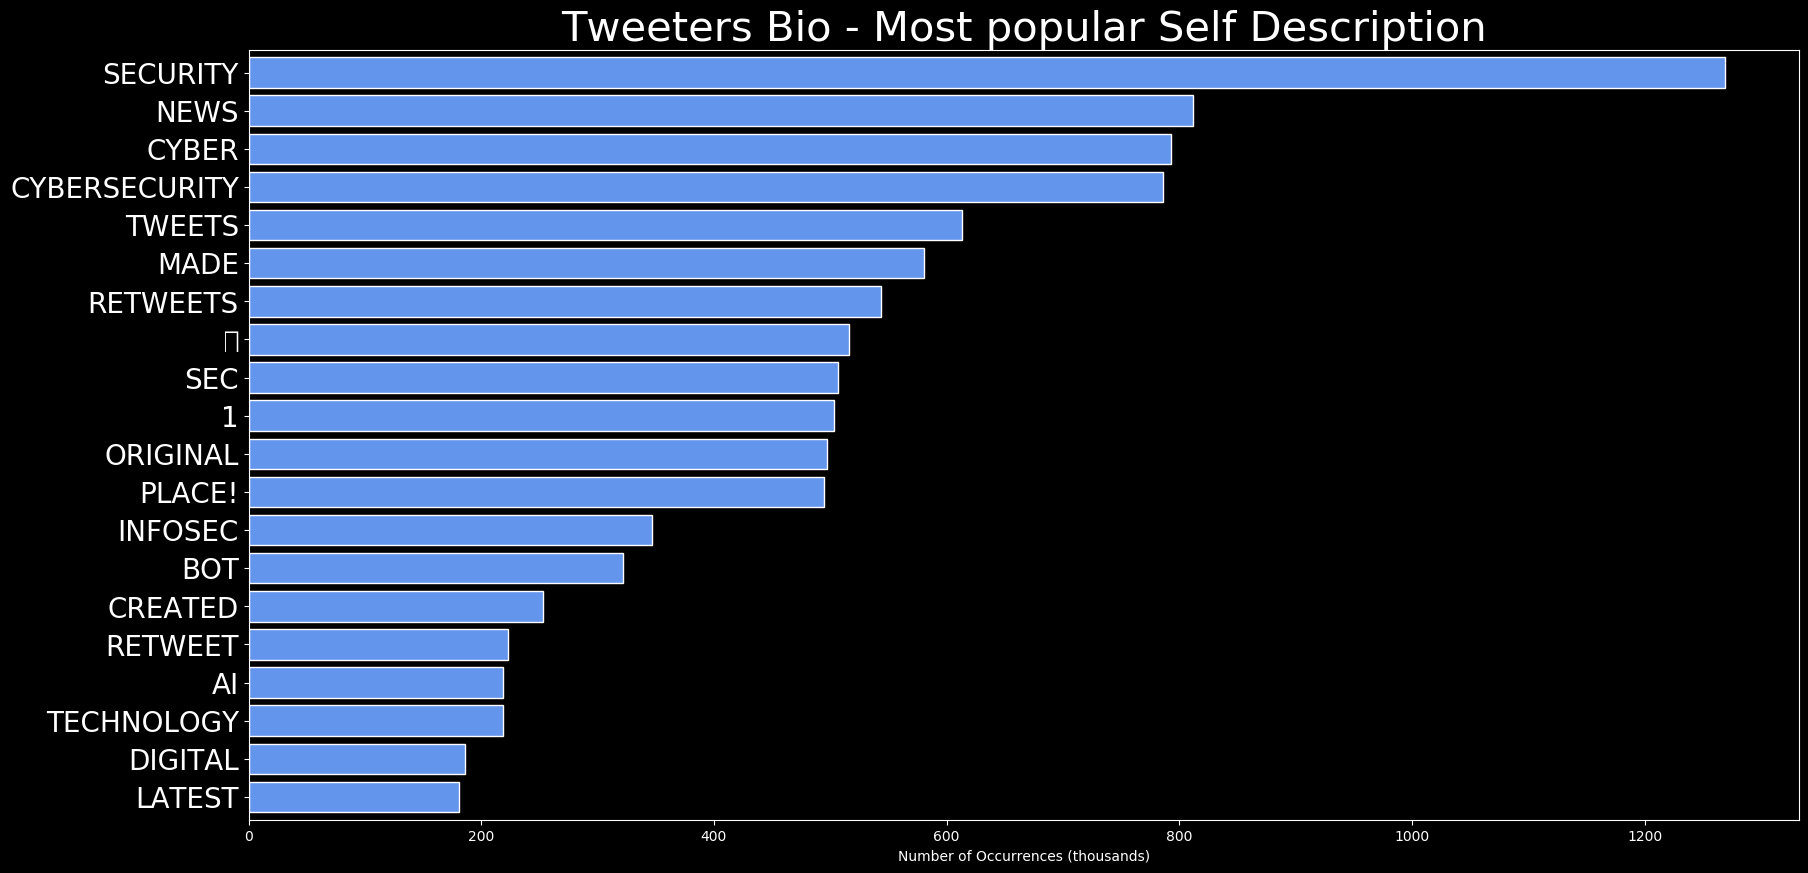 Tweeters Bio - Most popular Self Description
SECURITY
NEWS
CYBER
CYBERSECURITY
TWEETS
MADE
RETWEETS
SEC
1
ORIGINAL
PLACE!
INFOSEC
BOT
CREATED
RETWEET
AI
TECHNOLOGY
DIGITAL
LATEST
0 200 400 600 800 1000 1200
Number of Occurrences (thousands)